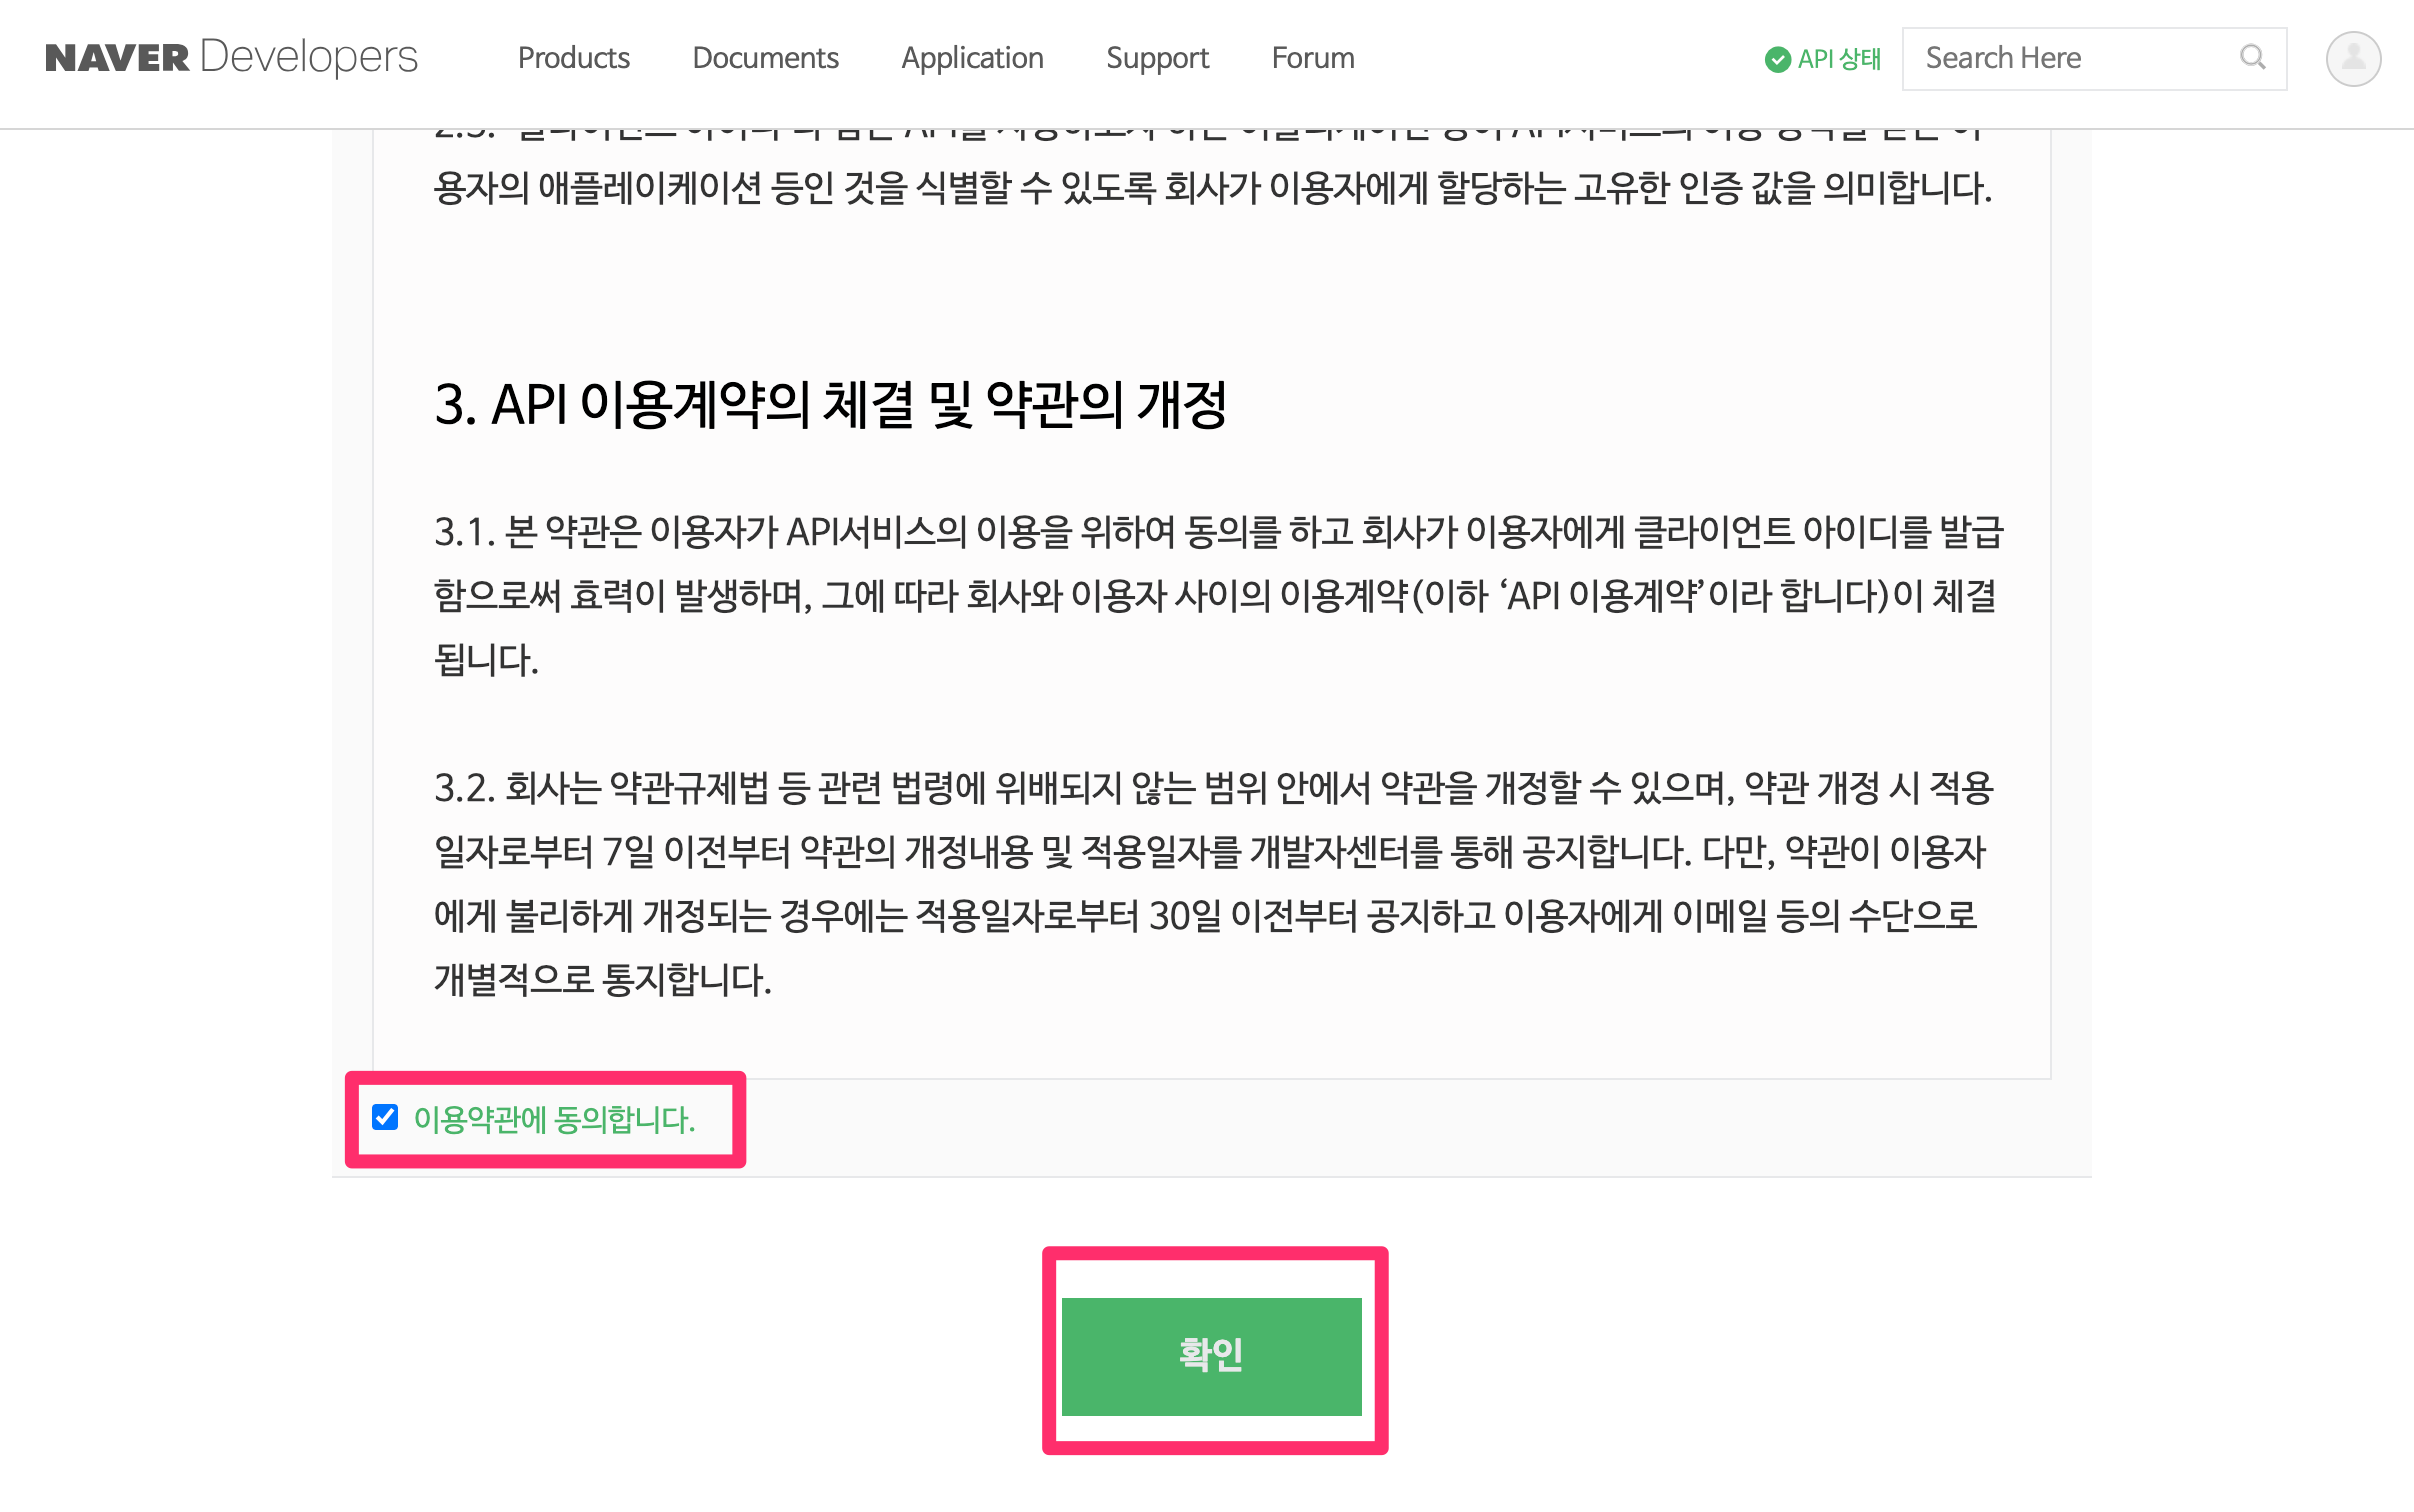 NAVER Developers Products Documents Application Support Forum API 상태 Search Here
용자의 애플레이케이션 등인 것을 식별할 수 있도록 회사가 이용자에게 할당하는 고유한 인증 값을 의미합니다.
3. API 이용계약의 체결 및 약관의 개정
3.1. 본 약관은 이용자가 API서비스의 이용을 위하여 동의를 하고 회사가 이용자에게 클라이언트 아이디를 발급
함으로써 효력이 발생하며, 그에 따라 회사와 이용자 사이의 이용계약(이하 ‘API 이용계약’이라 합니다)이 체결
됩니다.
3.2. 회사는 약관규제법 등 관련 법령에 위배되지 않는 범위 안에서 약관을 개정할 수 있으며, 약관 개정 시 적용
일자로부터 7일 이전부터 약관의 개정내용 및 적용일자를 개발자센터를 통해 공지합니다. 다만, 약관이 이용자
에게 불리하게 개정되는 경우에는 적용일자로부터 30일 이전부터 공지하고 이용자에게 이메일 등의 수단으로
개별적으로 통지합니다.
이용약관에 동의합니다.
확인